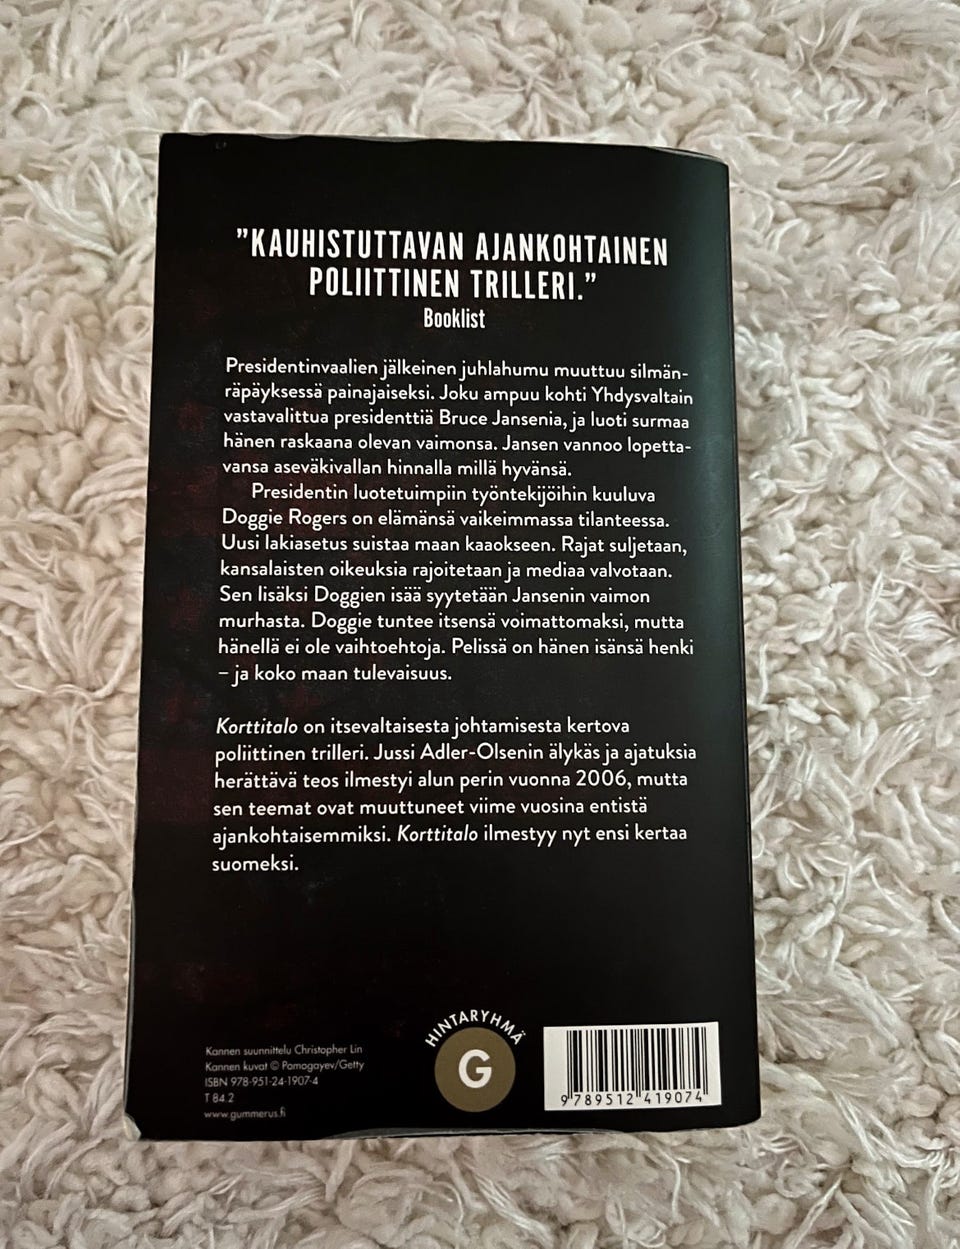 ”KAUHISTUTTAVAN AJANKOHTAINEN
POLIITTINEN TRILLERI.”
Booklist
Presidentinvaalien jälkeinen juhlahumu muuttuu silmän-
räpäyksessä painajaiseksi. Joku ampuu kohti Yhdysvaltain
vastavalittua presidenttiä Bruce Jansenia, ja luoti surmaa
hänen raskaana olevan vaimonsa. Jansen vannoo lopetta-
vansa aseväkivallan hinnalla millä hyvänsä.
Presidentin luotetuimpiin työntekijöihin kuuluva
Doggie Rogers on elämänsä vaikeimmassa tilanteessa.
Uusi lakiasetus suistaa maan kaaokseen. Rajat suljetaan,
kansalaisten oikeuksia rajoitetaan ja mediaa valvotaan.
Sen lisäksi Doggien isää syytetään Jansenin vaimon
murhasta. Doggie tuntee itsensä voimattomaksi, mutta
hänellä ei ole vaihtoehtoja. Pelissä on hänen isänsä henki
– ja koko maan tulevaisuus.
Korttitalo on itsevaltaisesta johtamisesta kertova
poliittinen trilleri. Jussi Adler-Olsenin älykäs ja ajatuksia
herättävä teos ilmestyi alun perin vuonna 2006, mutta
sen teemat ovat muuttuneet viime vuosina entistä
ajankohtaisemmiksi. Korttitalo ilmestyy nyt ensi kertaa
suomeksi.
Kannen suunnittelu Christopher Lin
Kannen kuvat © Pamagayev/Getty
ISBN 978-951-24-1907-4
T 84.2
www.gummerus.fi
HINTARYHMÄ
G
9 789512 419074